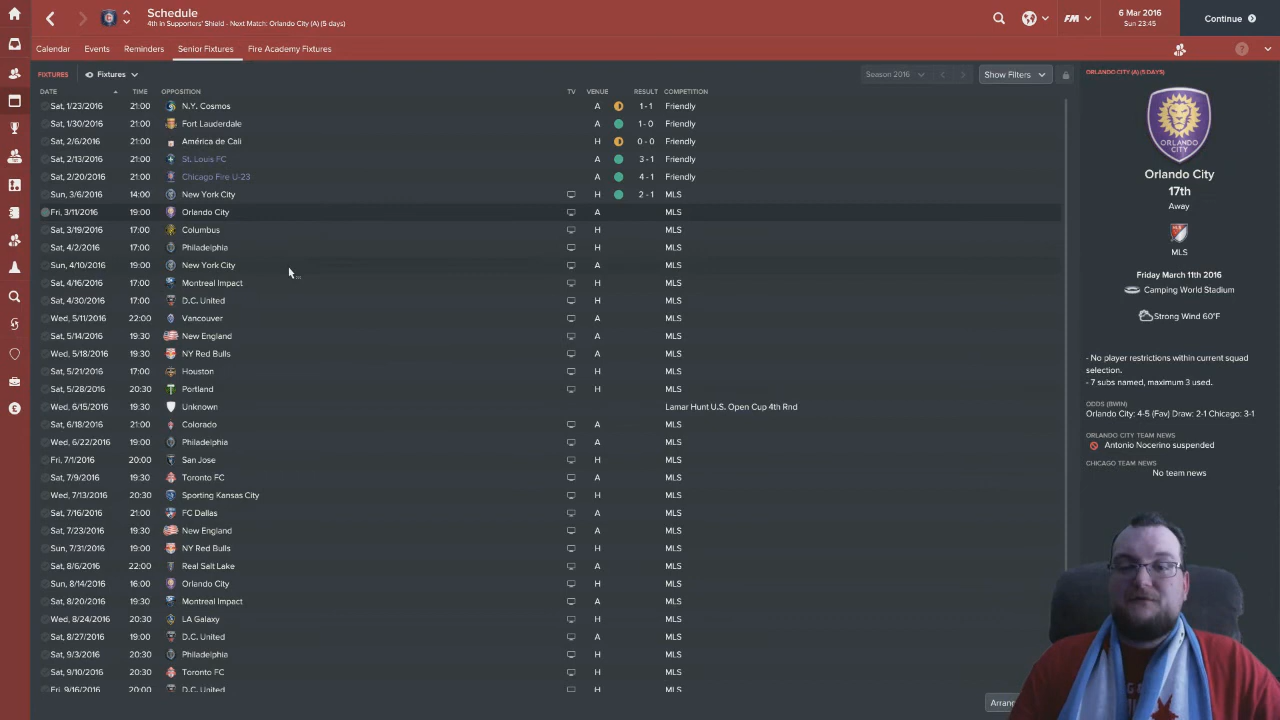 Schedule
4th in Supporters' Shield - Next Match: Orlando City (A) (5 days)
FM
6 Mar 2016
Sun 23:45
Continue
Calendar Events Reminders Senior Fixtures Fire Academy Fixtures
FIXTURES Fixtures Season 2016 Show Filters
DATE TIME OPPOSITION TV VENUE RESULT COMPETITION
Sat, 1/23/2016 21:00 N.Y. Cosmos A 1-1 Friendly
Sat, 1/30/2016 21:00 Fort Lauderdale A 1-0 Friendly
Sat, 2/6/2016 21:00 América de Cali H 0-0 Friendly
Sat, 2/13/2016 21:00 St. Louis FC A 3-1 Friendly
Sat, 2/20/2016 21:00 Chicago Fire U-23 A 4-1 Friendly
Sun, 3/6/2016 14:00 New York City H 2-1 MLS
Fri, 3/11/2016 19:00 Orlando City A MLS
Sat, 3/19/2016 17:00 Columbus H MLS
Sat, 4/2/2016 17:00 Philadelphia H MLS
Sun, 4/10/2016 19:00 New York City A MLS
Sat, 4/16/2016 17:00 Montreal Impact H MLS
Sat, 4/30/2016 17:00 D.C. United H MLS
Wed, 5/11/2016 22:00 Vancouver A MLS
Sat, 5/14/2016 19:30 New England A MLS
Wed, 5/18/2016 19:30 NY Red Bulls A MLS
Sat, 5/21/2016 17:00 Houston H MLS
Sat, 5/28/2016 20:30 Portland H MLS
Wed, 6/15/2016 19:30 Unknown Lamar Hunt U.S. Open Cup 4th Rnd
Sat, 6/18/2016 21:00 Colorado A MLS
Wed, 6/22/2016 19:00 Philadelphia A MLS
Fri, 7/1/2016 20:00 San Jose H MLS
Sat, 7/9/2016 19:30 Toronto FC A MLS
Wed, 7/13/2016 20:30 Sporting Kansas City H MLS
Sat, 7/16/2016 21:00 FC Dallas A MLS
Sat, 7/23/2016 19:30 New England A MLS
Sun, 7/31/2016 19:00 NY Red Bulls H MLS
Sat, 8/6/2016 22:00 Real Salt Lake A MLS
Sun, 8/14/2016 16:00 Orlando City H MLS
Sat, 8/20/2016 19:30 Montreal Impact A MLS
Wed, 8/24/2016 20:30 LA Galaxy H MLS
Sat, 8/27/2016 19:00 D.C. United A MLS
Sat, 9/3/2016 20:30 Philadelphia H MLS
Sat, 9/10/2016 20:30 Toronto FC H MLS
Fri, 9/16/2016 20:00 D.C. United H MLS
ORLANDO CITY (A) (5 DAYS)
ORLANDO CITY
Orlando City
17th
Away
MLS
Friday March 11th 2016
Camping World Stadium
Strong Wind 60°F
- No player restrictions within current squad
selection.
- 7 subs named, maximum 3 used.
ODDS (BWIN)
Orlando City: 4-5 (Fav) Draw: 2-1 Chicago: 3-1
ORLANDO CITY TEAM NEWS
Antonio Nocerino suspended
CHICAGO TEAM NEWS
No team news